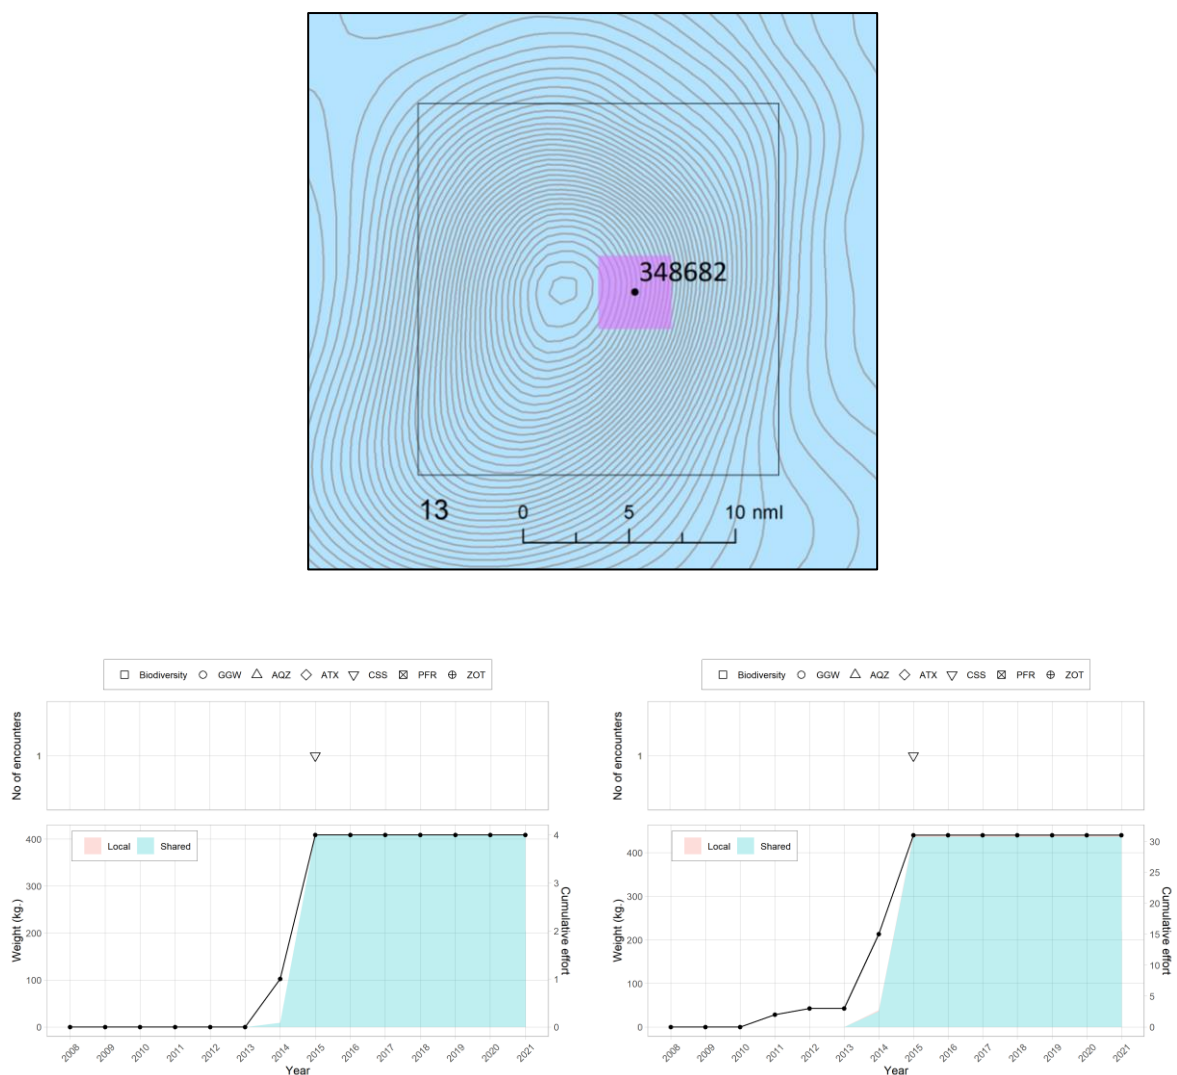 348682
13
0 5 10 nml
Biodiversity GGW AQZ ATX CSS PFR ZOT
No of encounters
1
Local Shared
Weight (kg.)
400
300
200
100
0
Cumulative effort
4
3
2
1
0
2008 2009 2010 2011 2012 2013 2014 2015 2016 2017 2018 2019 2020 2021
Year
Biodiversity GGW AQZ ATX CSS PFR ZOT
No of encounters
1
Local Shared
Weight (kg.)
400
300
200
100
0
Cumulative effort
30
25
20
15
10
5
0
2008 2009 2010 2011 2012 2013 2014 2015 2016 2017 2018 2019 2020 2021
Year